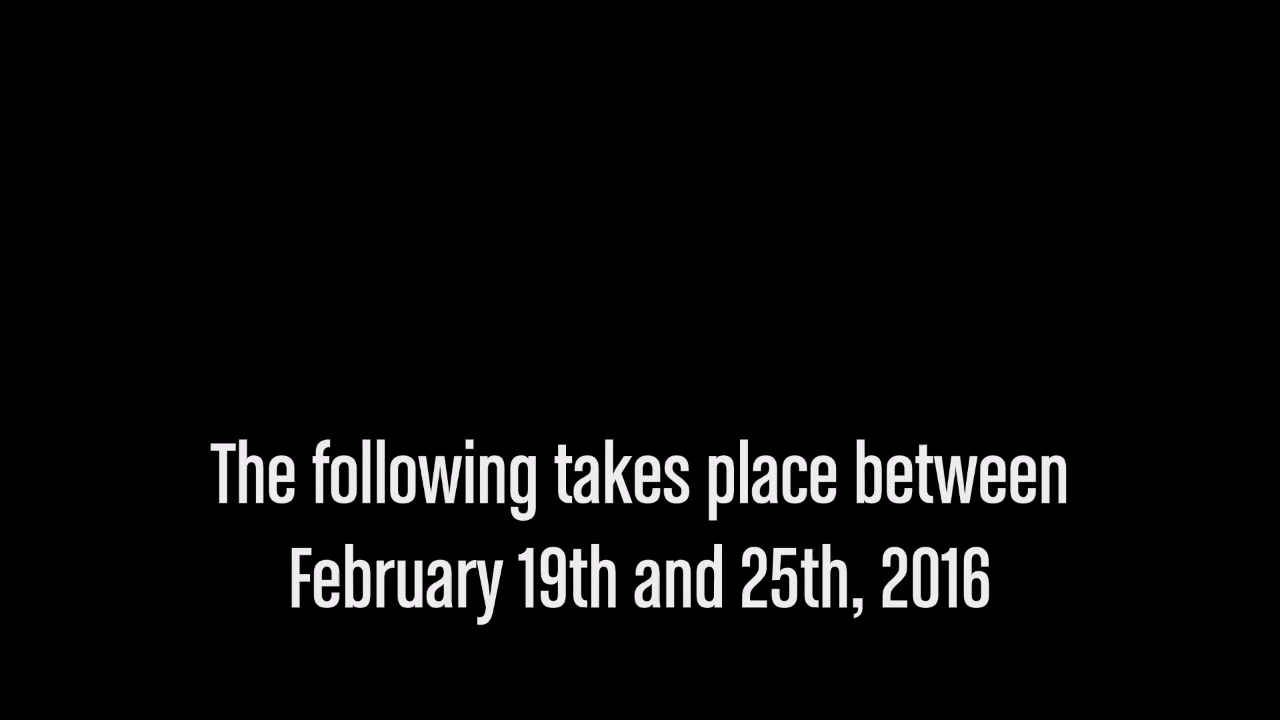 The following takes place between
February 19th and 25th, 2016